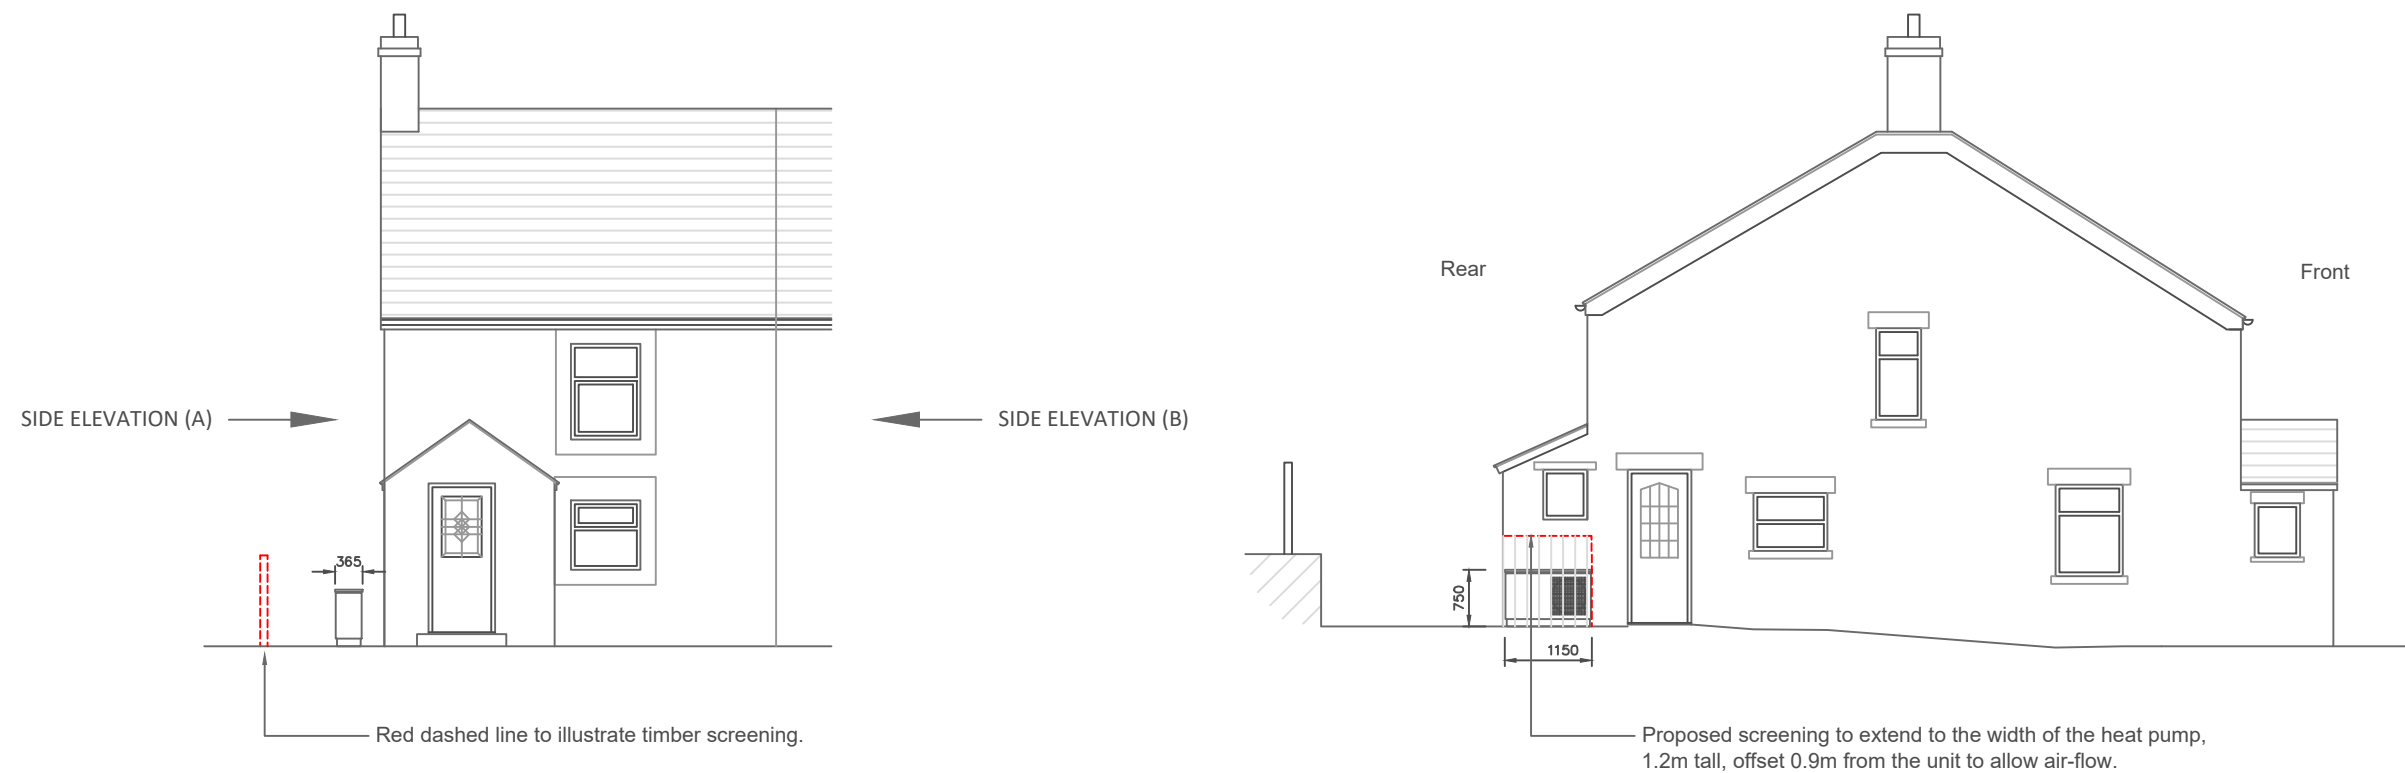 Rear
Front
SIDE ELEVATION (A)
SIDE ELEVATION (B)
365
750
1150
Red dashed line to illustrate timber screening.
Proposed screening to extend to the width of the heat pump,
1.2m tall, offset 0.9m from the unit to allow air-flow.